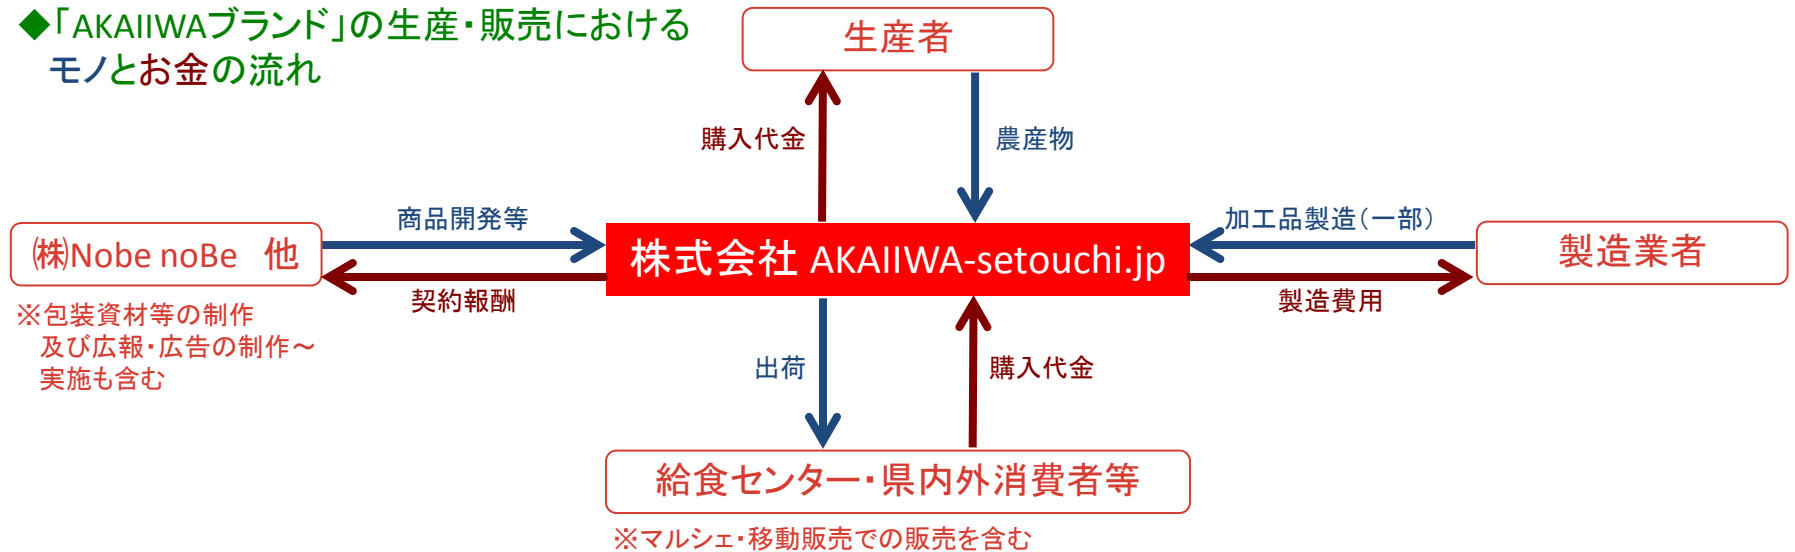 ◆「AKAIIWAブランド」の生産・販売における
モノとお金の流れ
生産者
購入代金
農産物
商品開発等
加工品製造(一部)
㈱Nobe noBe 他
株式会社 AKAIIWA-setouchi.jp
製造業者
契約報酬
製造費用
※包装資材等の制作
及び広報・広告の制作～
実施も含む
出荷
購入代金
給食センター・県内外消費者等
※マルシェ・移動販売での販売を含む